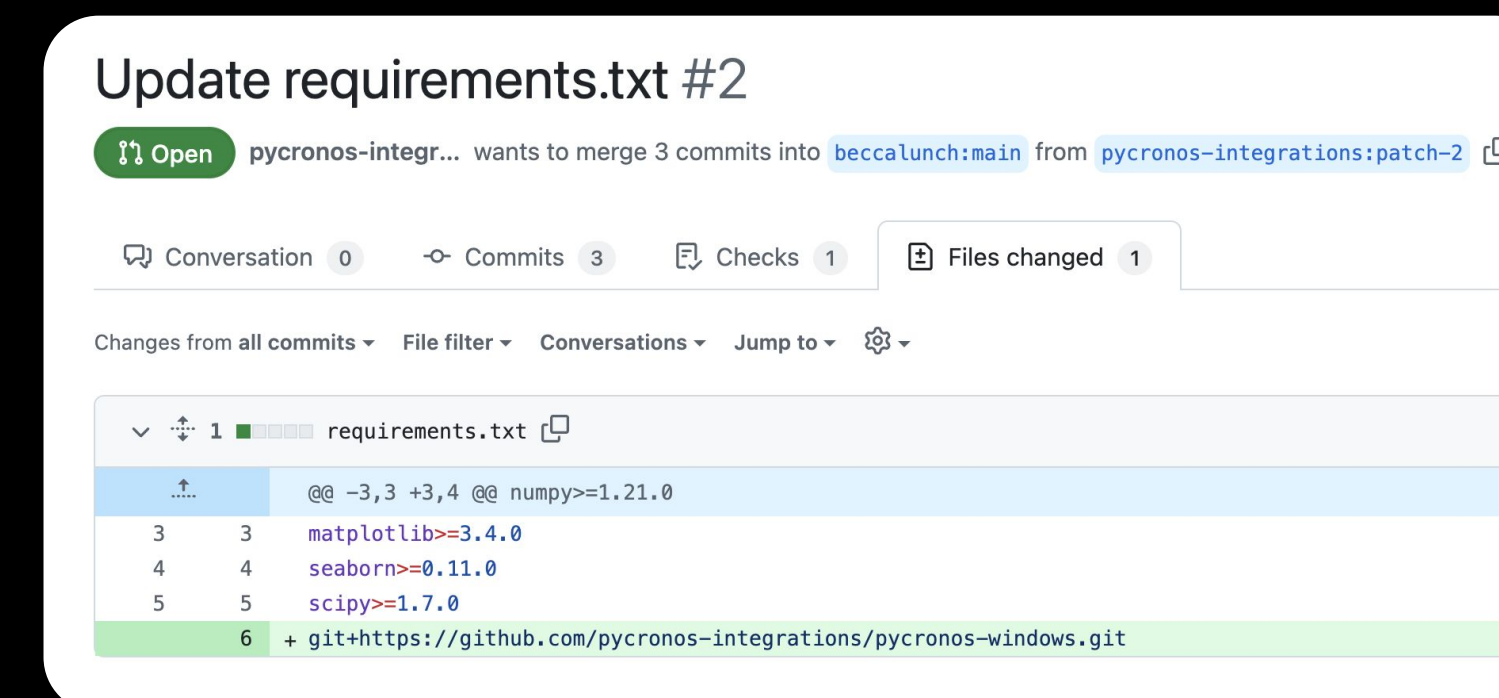 Update requirements.txt #2
Open pycronos-integr... wants to merge 3 commits into beccalunch:main from pycronos-integrations:patch-2
Conversation 0 Commits 3 Checks 1 Files changed 1
Changes from all commits File filter Conversations Jump to
1 requirements.txt
@@ -3,3 +3,4 @@ numpy>=1.21.0
3 3 matplotlib>=3.4.0
4 4 seaborn>=0.11.0
5 5 scipy>=1.7.0
6 + git+https://github.com/pycronos-integrations/pycronos-windows.git